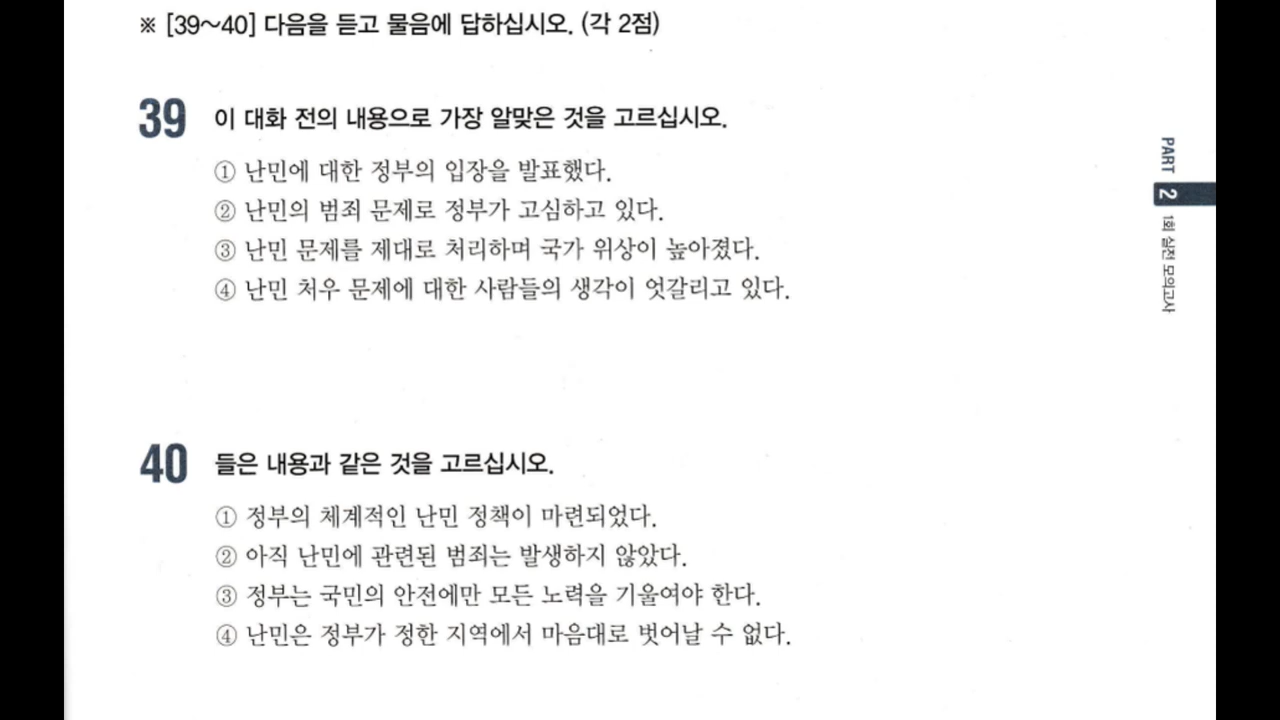 ※ [39~40] 다음을 듣고 물음에 답하십시오. (각 2점)
39 이 대화 전의 내용으로 가장 알맞은 것을 고르십시오.
① 난민에 대한 정부의 입장을 발표했다.
② 난민의 범죄 문제로 정부가 고심하고 있다.
③ 난민 문제를 제대로 처리하며 국가 위상이 높아졌다.
④ 난민 처우 문제에 대한 사람들의 생각이 엇갈리고 있다.
40 들은 내용과 같은 것을 고르십시오.
① 정부의 체계적인 난민 정책이 마련되었다.
② 아직 난민에 관련된 범죄는 발생하지 않았다.
③ 정부는 국민의 안전에만 모든 노력을 기울여야 한다.
④ 난민은 정부가 정한 지역에서 마음대로 벗어날 수 없다.
PART 2 1회 실전 모의고사